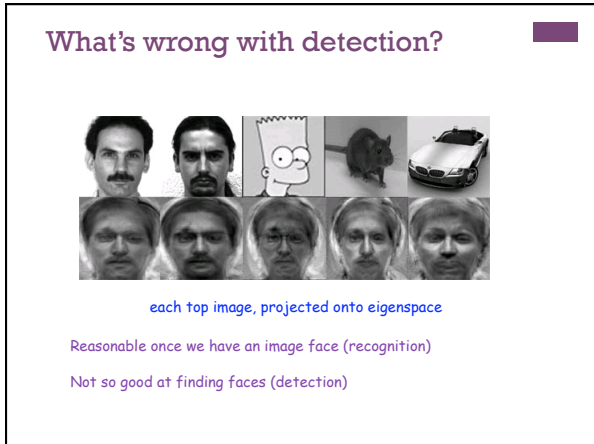 What's wrong with detection?
each top image, projected onto eigenspace
Reasonable once we have an image face (recognition)
Not so good at finding faces (detection)